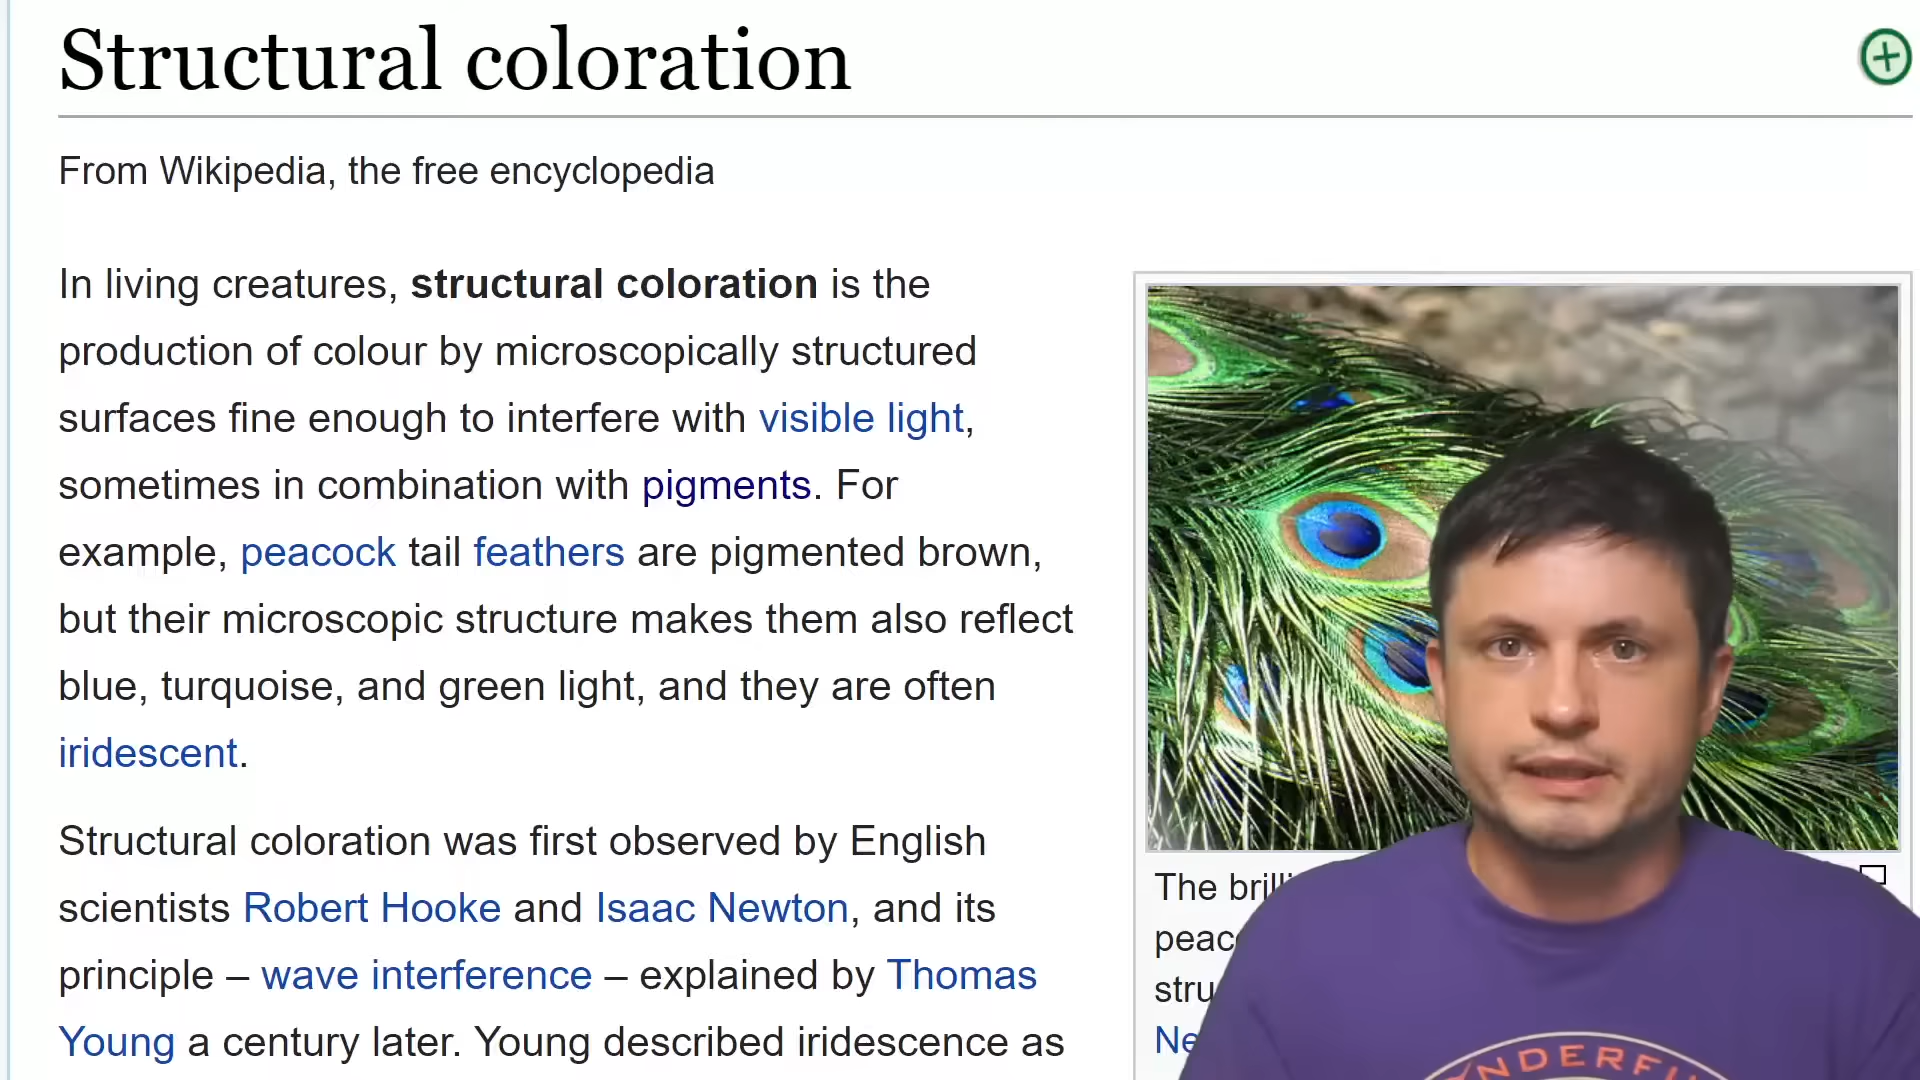 Structural coloration
From Wikipedia, the free encyclopedia
In living creatures, structural coloration is the
production of colour by microscopically structured
surfaces fine enough to interfere with visible light,
sometimes in combination with pigments. For
example, peacock tail feathers are pigmented brown,
but their microscopic structure makes them also reflect
blue, turquoise, and green light, and they are often
iridescent.
Structural coloration was first observed by English
scientists Robert Hooke and Isaac Newton, and its
principle – wave interference – explained by Thomas
Young a century later. Young described iridescence as
The